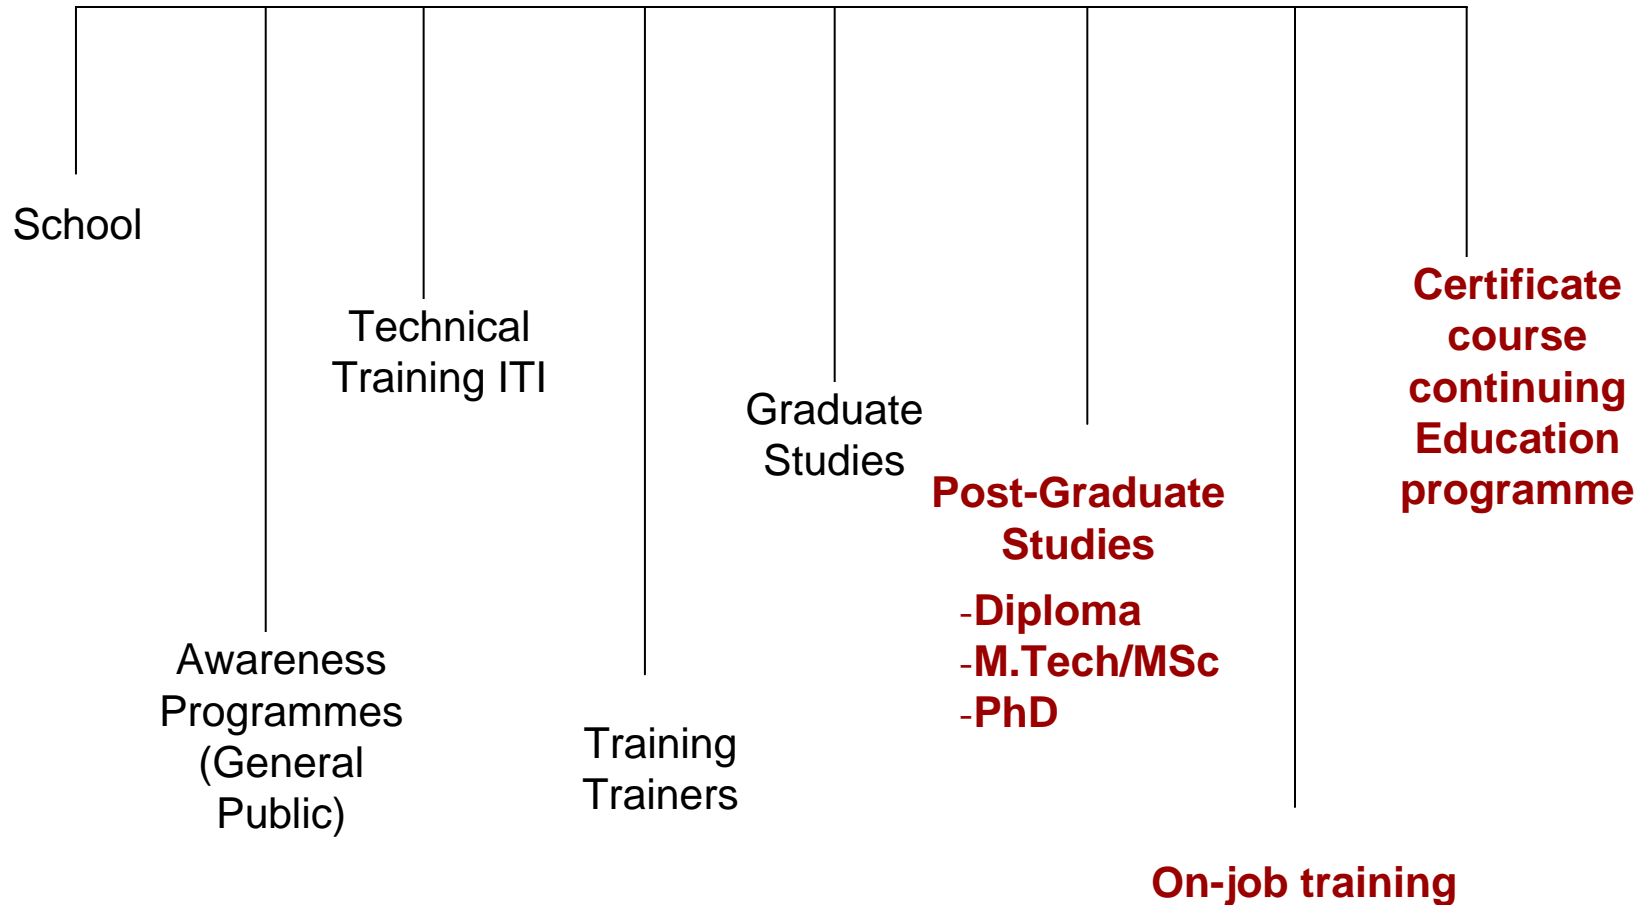 School
Awareness
Programmes
(General
Public)
Technical
Training ITI
Training
Trainers
Graduate
Studies
Post-Graduate
Studies
-Diploma
-M.Tech/MSc
-PhD
On-job training
Certificate
course
continuing
Education
programme